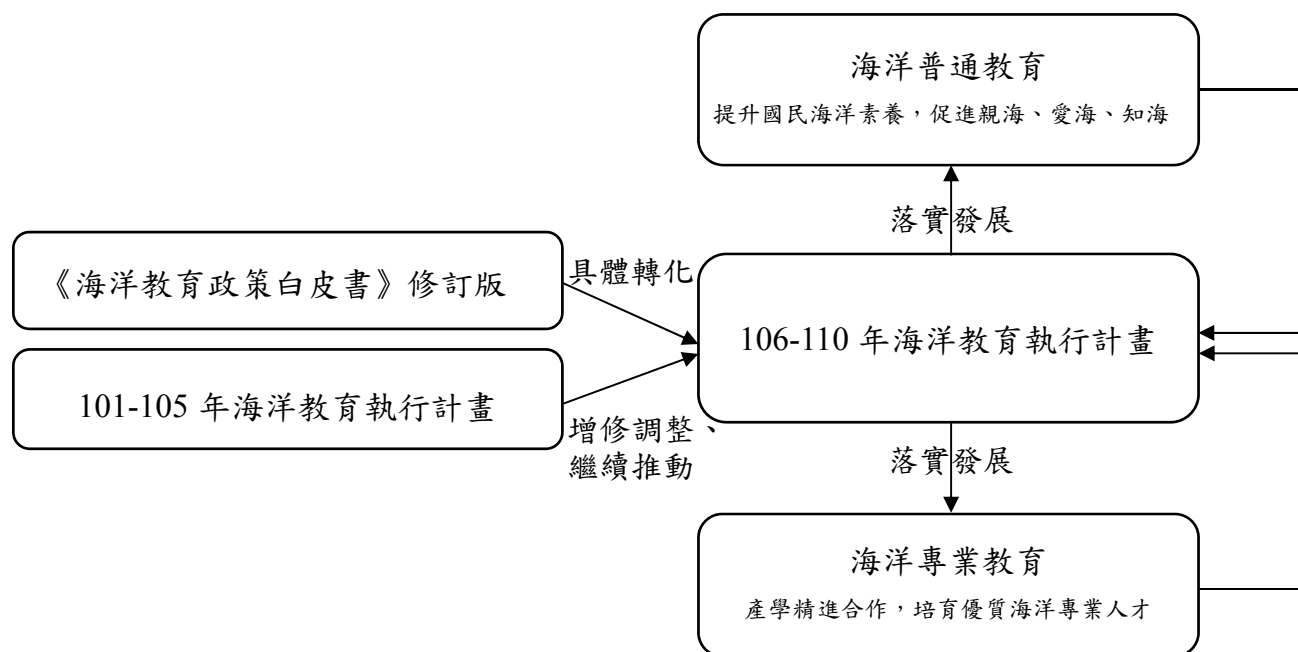 海洋普通教育
提升國民海洋素養，促進親海、愛海、知海
落實發展
《海洋教育政策白皮書》修訂版
具體轉化
106-110 年海洋教育執行計畫
101-105 年海洋教育執行計畫
增修調整、
繼續推動
落實發展
海洋專業教育
產學精進合作，培育優質海洋專業人才